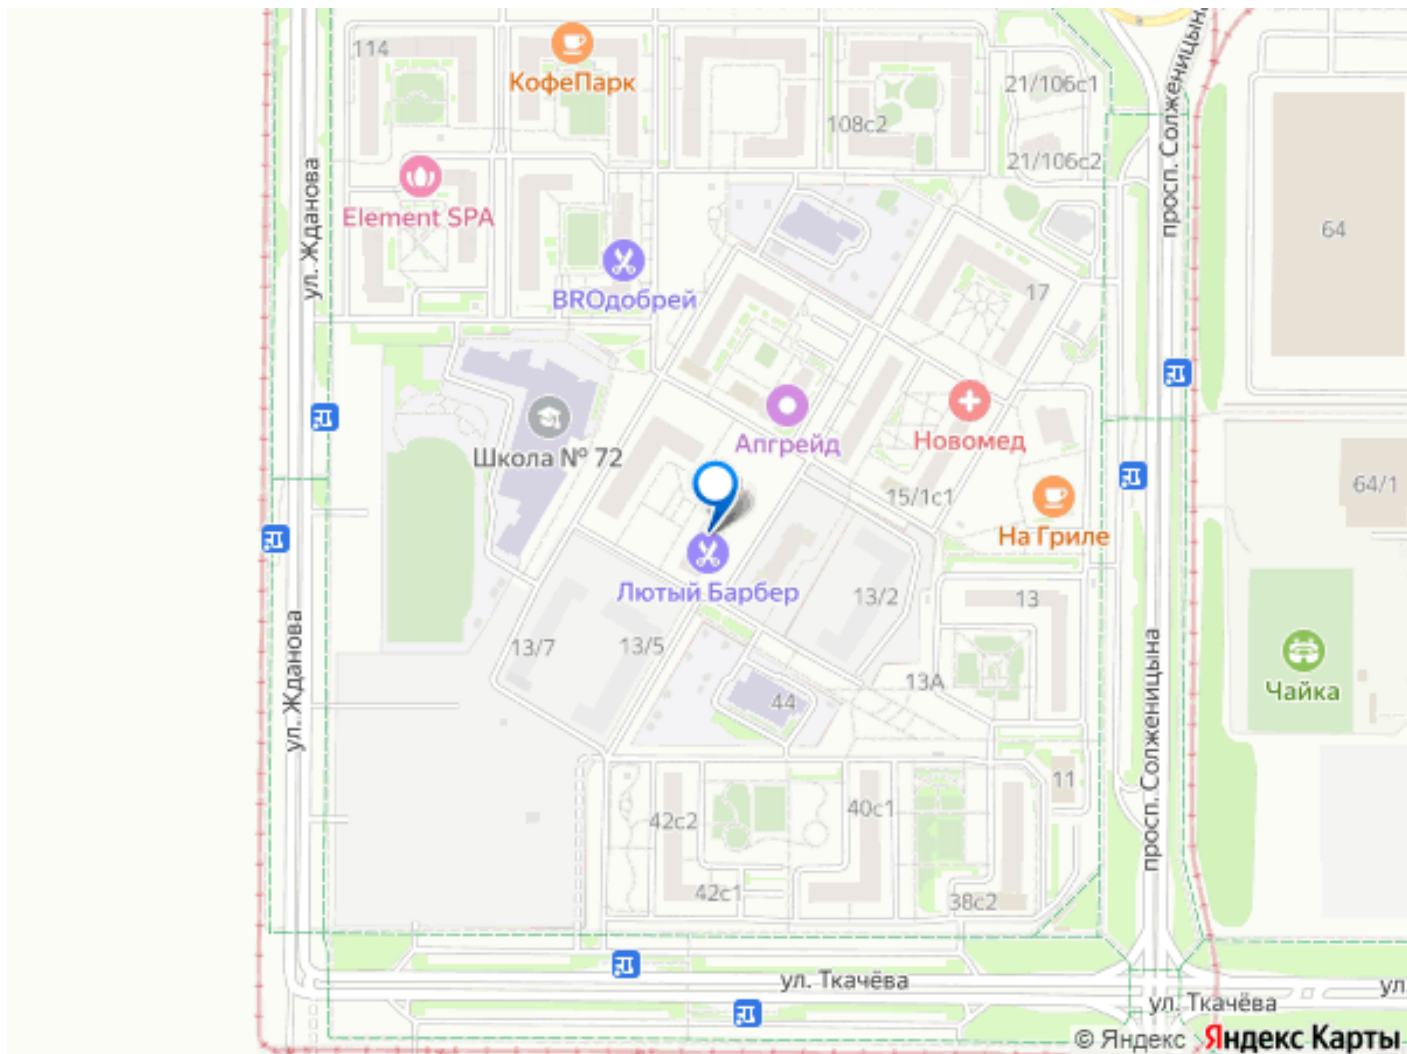 114
КофеПарк
21/106с1
108с2
21/106с2
просп. Солженицына
ул. Жданова
Element SPA
64
BROдобрей
17
Школа № 72
Апгрейд
Новомед
15/1с1
64/1
На Гриле
Лютый Барбер
13/2
13
13/7
13/5
ул. Жданова
13А
44
Чайка
просп. Солженицына
11
42с2
40с1
42с1
38с2
ул. Ткачёва
ул. Ткачёва
ул.
© Яндекс Яндекс Карты